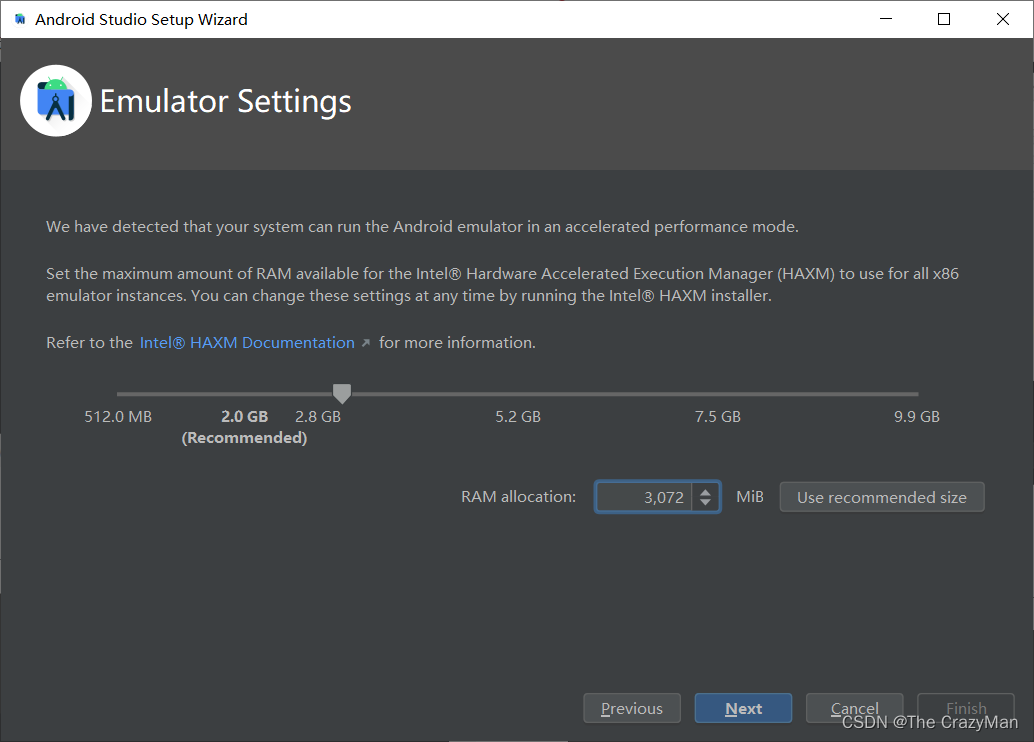 Android Studio Setup Wizard
Emulator Settings
We have detected that your system can run the Android emulator in an accelerated performance mode.
Set the maximum amount of RAM available for the Intel® Hardware Accelerated Execution Manager (HAXM) to use for all x86
emulator instances. You can change these settings at any time by running the Intel® HAXM installer.
Refer to the Intel® HAXM Documentation ↗ for more information.
512.0 MB 2.0 GB 2.8 GB 5.2 GB 7.5 GB 9.9 GB
(Recommended)
RAM allocation: 3,072 MiB Use recommended size
Previous Next Cancel Finish
CSDN @The CrazyMan